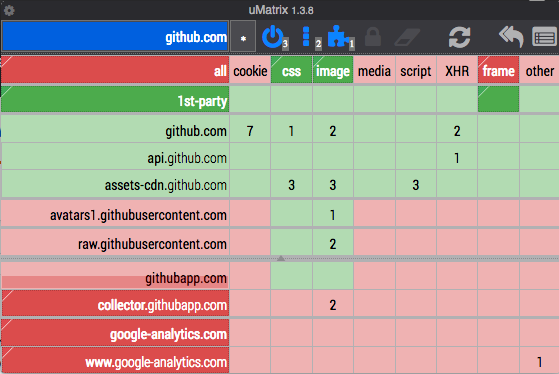 uMatrix 1.3.8
github.com * 3 2 1
all cookie css image media script XHR frame other
1st-party
github.com 7 1 2 2
api.github.com 1
assets-cdn.github.com 3 3 3
avatars1.githubusercontent.com 1
raw.githubusercontent.com 2
githubapp.com
collector.githubapp.com 2
google-analytics.com
www.google-analytics.com 1